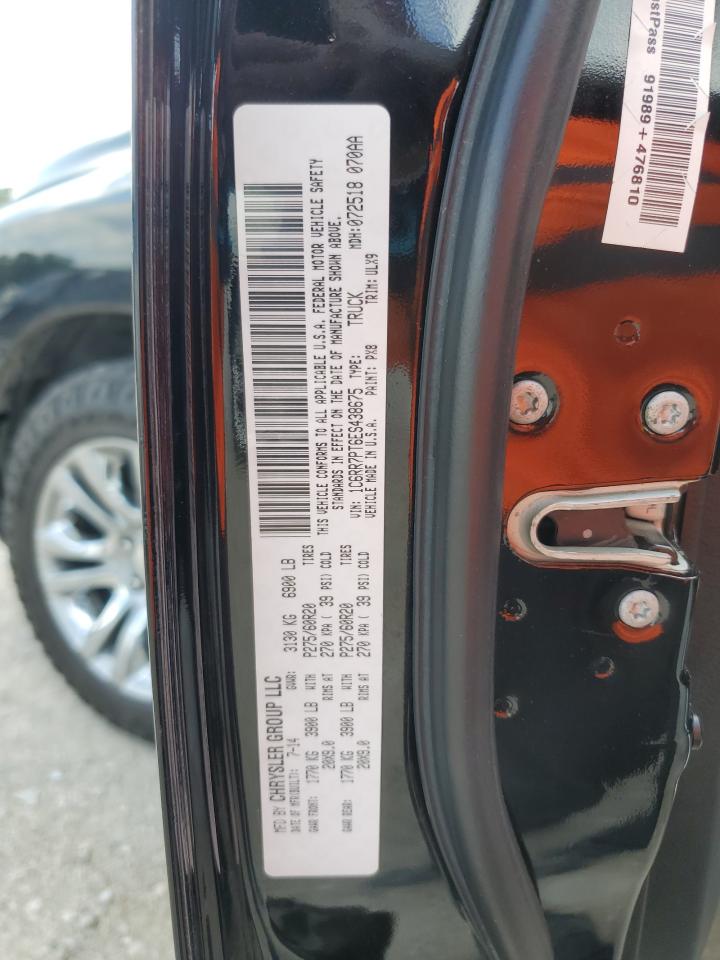 MFD BY CHRYSLER GROUP LLC
DATE OF MFR(BUILT): 7-14 GVWR: 3130 KG 6900 LB
GAWR FRONT: 1770 KG 3900 LB WITH P275/60R20 TIRES
20X9.0 RIMS AT 270 KPA ( 39 PSI) COLD
GAWR REAR: 1770 KG 3900 LB WITH P275/60R20 TIRES
20X9.0 RIMS AT 270 KPA ( 39 PSI) COLD
THIS VEHICLE CONFORMS TO ALL APPLICABLE U.S.A. FEDERAL MOTOR VEHICLE SAFETY
STANDARDS IN EFFECT ON THE DATE OF MANUFACTURE SHOWN ABOVE.
VIN: 1C6RR7PT6ES438675 TYPE: TRUCK MDH: 072518 070AA
VEHICLE MADE IN U.S.A. PAINT: PX8 TRIM: ULX9
stPass 91989+476810